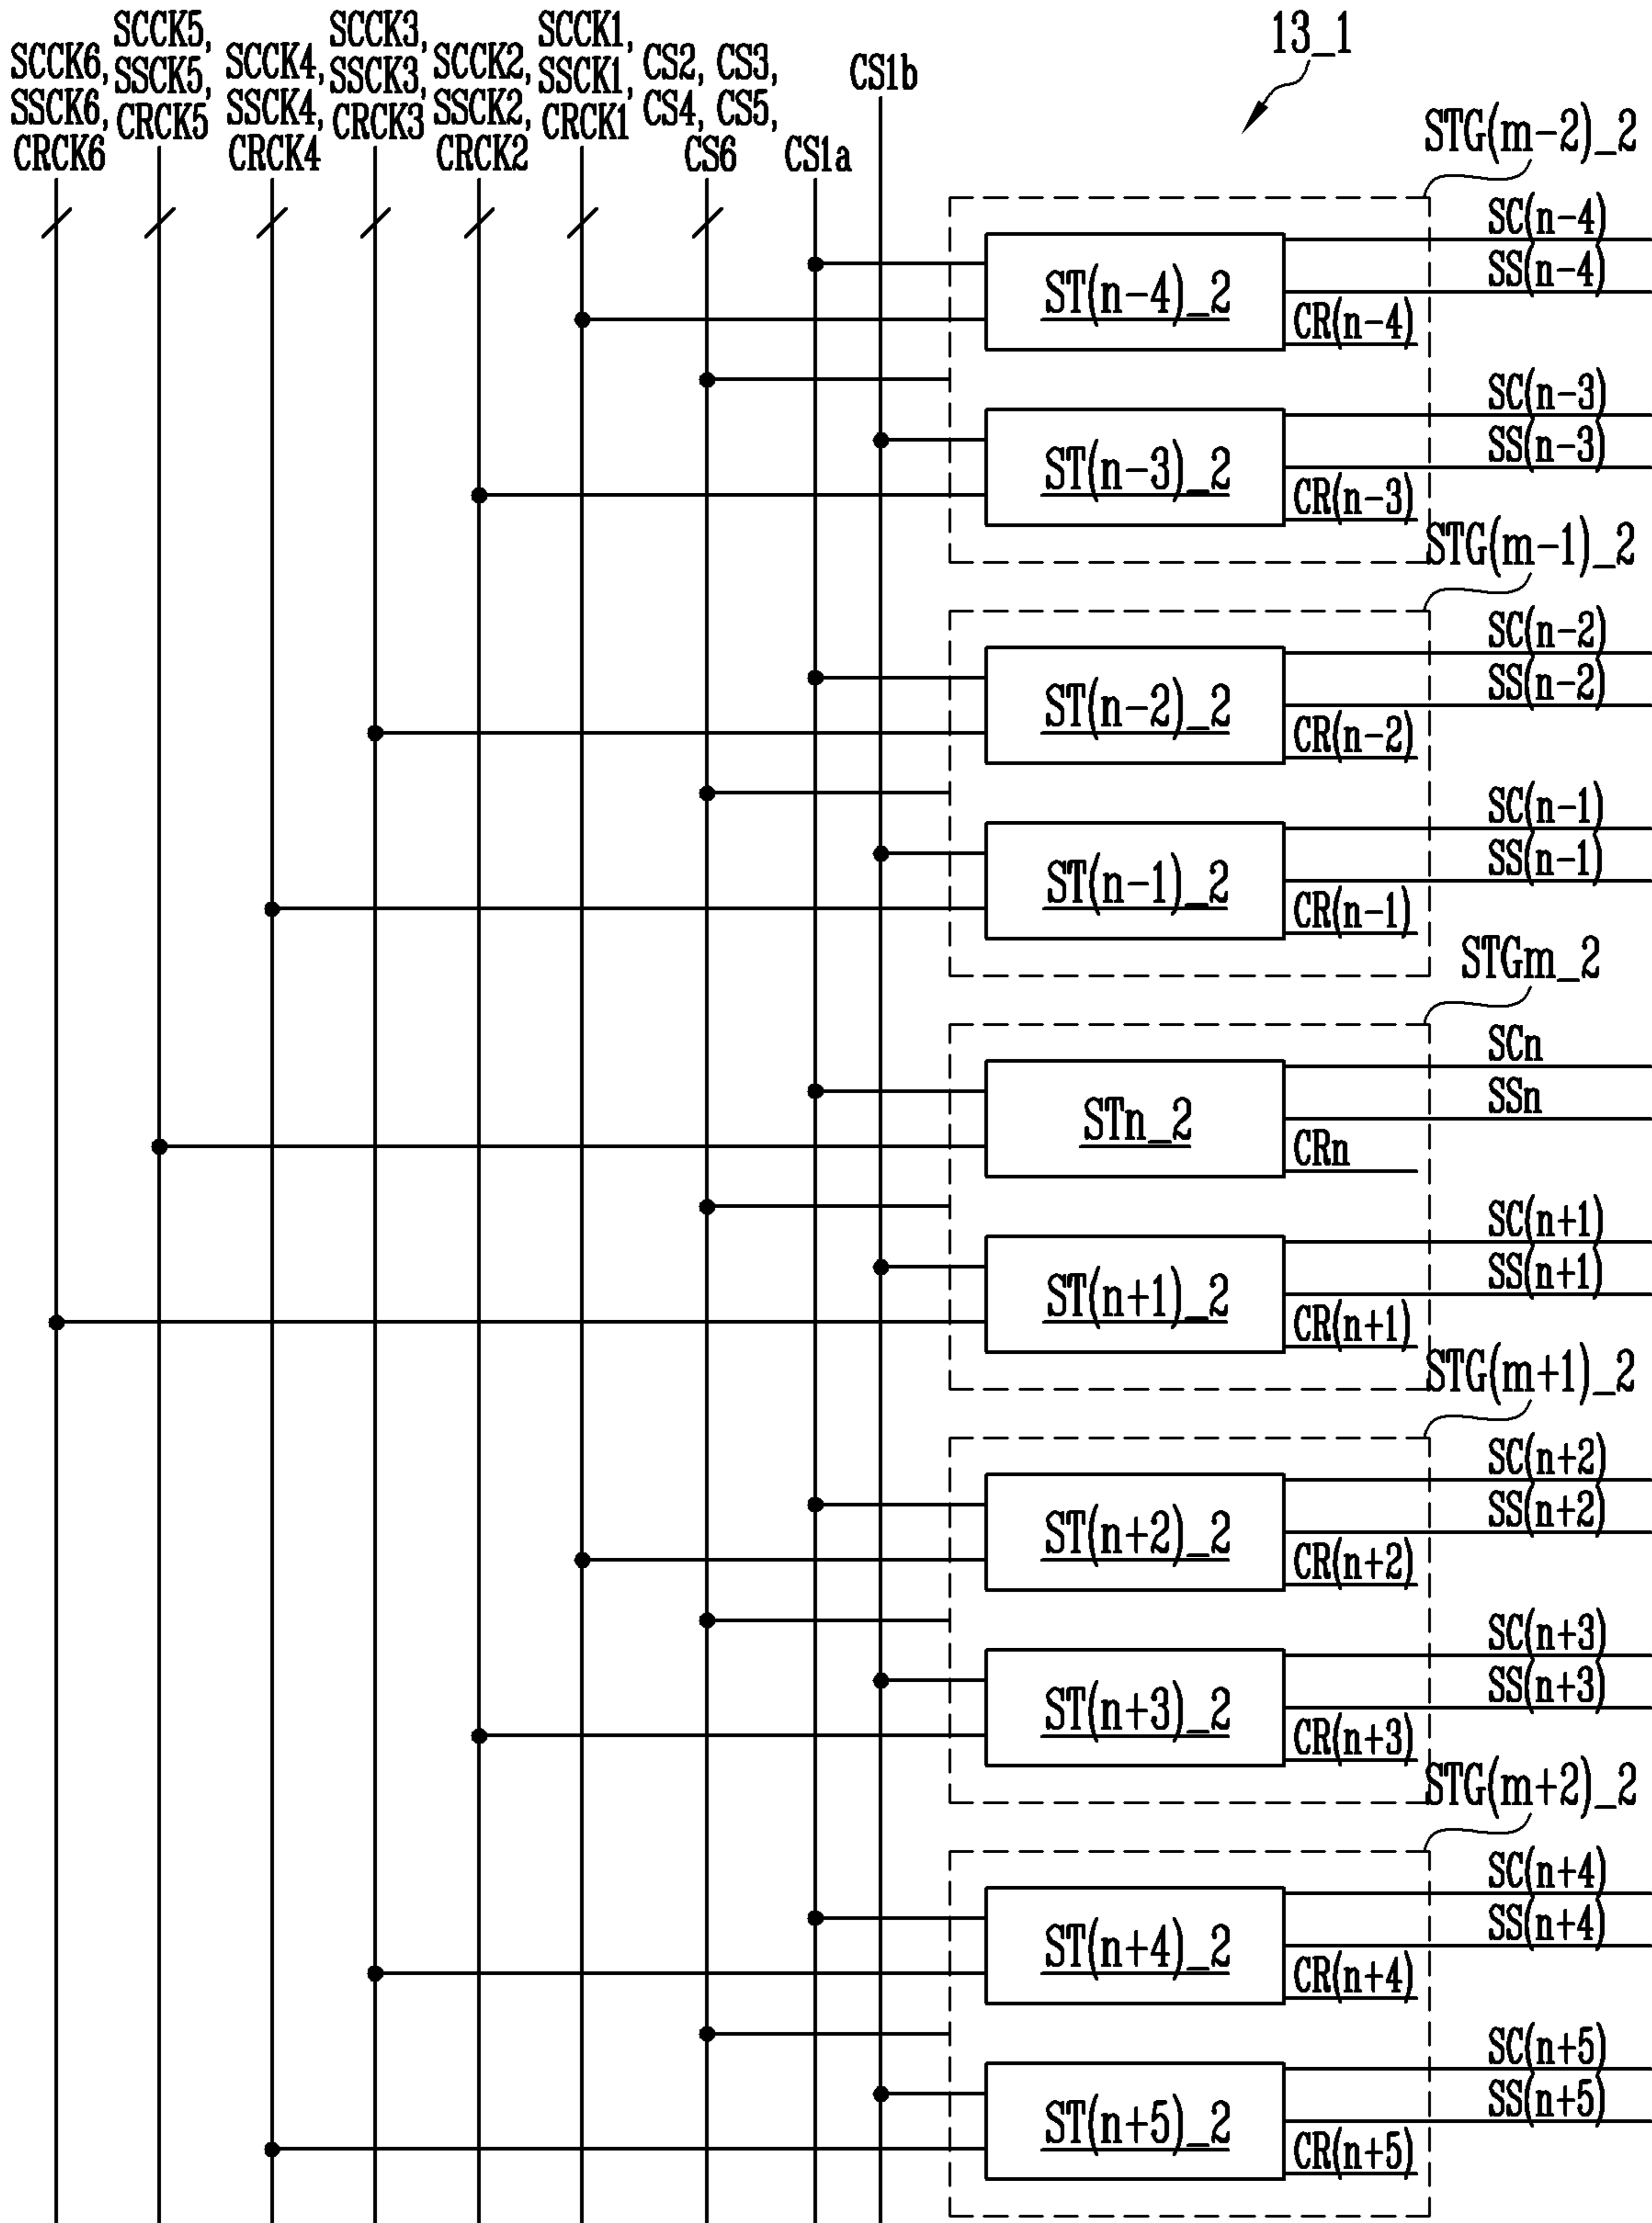 13_1
SCCK6,
SSCK6,
CRCK6
SCCK5,
SSCK5,
CRCK5
SCCK4,
SSCK4,
CRCK4
SCCK3,
SSCK3,
CRCK3
SCCK2,
SSCK2,
CRCK2
SCCK1,
SSCK1,
CRCK1
CS2, CS3,
CS4, CS5,
CS6
CS1a
CS1b
STG(m-2)_2
ST(n-4)_2
SC(n-4)
SS(n-4)
CR(n-4)
ST(n-3)_2
SC(n-3)
SS(n-3)
CR(n-3)
STG(m-1)_2
ST(n-2)_2
SC(n-2)
SS(n-2)
CR(n-2)
ST(n-1)_2
SC(n-1)
SS(n-1)
CR(n-1)
STGm_2
STn_2
SCn
SSn
CRn
ST(n+1)_2
SC(n+1)
SS(n+1)
CR(n+1)
STG(m+1)_2
ST(n+2)_2
SC(n+2)
SS(n+2)
CR(n+2)
ST(n+3)_2
SC(n+3)
SS(n+3)
CR(n+3)
STG(m+2)_2
ST(n+4)_2
SC(n+4)
SS(n+4)
CR(n+4)
ST(n+5)_2
SC(n+5)
SS(n+5)
CR(n+5)